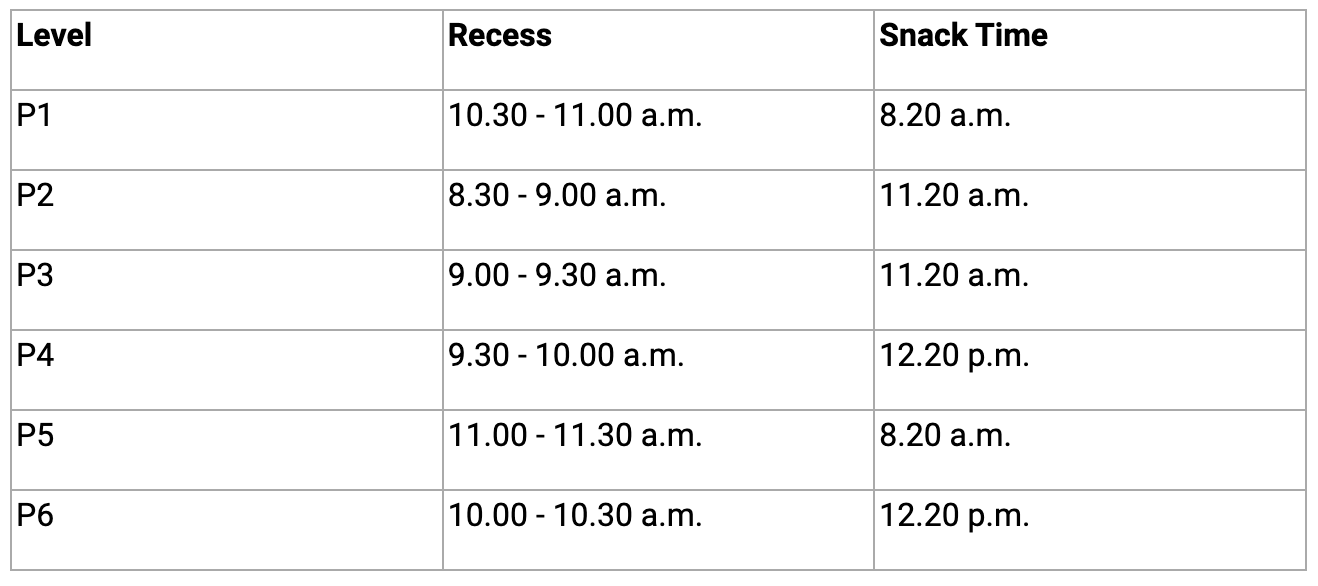 Level Recess Snack Time
P1 10.30 - 11.00 a.m. 8.20 a.m.
P2 8.30 - 9.00 a.m. 11.20 a.m.
P3 9.00 - 9.30 a.m. 11.20 a.m.
P4 9.30 - 10.00 a.m. 12.20 p.m.
P5 11.00 - 11.30 a.m. 8.20 a.m.
P6 10.00 - 10.30 a.m. 12.20 p.m.